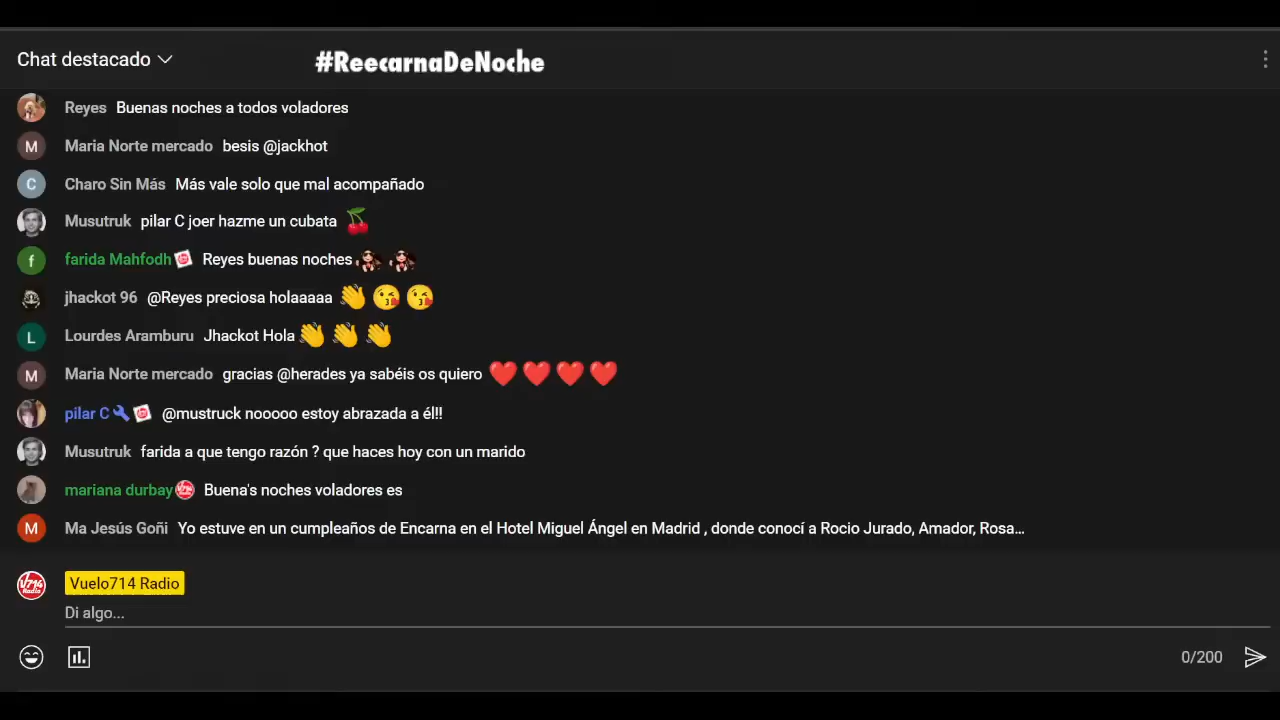 Chat destacado
#ReecarnaDeNoche
Reyes Buenas noches a todos voladores
M Maria Norte mercado besis @jackhot
C Charo Sin Más Más vale solo que mal acompañado
Musutruk pilar C joer hazme un cubata 🍒
f farida Mahfodh Reyes buenas noches
jhackot 96 @Reyes preciosa holaaaaa 👋 😘 😘
L Lourdes Aramburu Jhackot Hola 👋 👋 👋
M Maria Norte mercado gracias @herades ya sabéis os quiero ❤️ ❤️ ❤️ ❤️
pilar C @mustruck nooooo estoy abrazada a él!!
Musutruk farida a que tengo razón ? que haces hoy con un marido
mariana durbay Buena's noches voladores es
M Ma Jesús Goñi Yo estuve en un cumpleaños de Encarna en el Hotel Miguel Ángel en Madrid , donde conocí a Rocio Jurado, Amador, Rosa...
V714 Radio Vuelo714 Radio
Di algo...
0/200